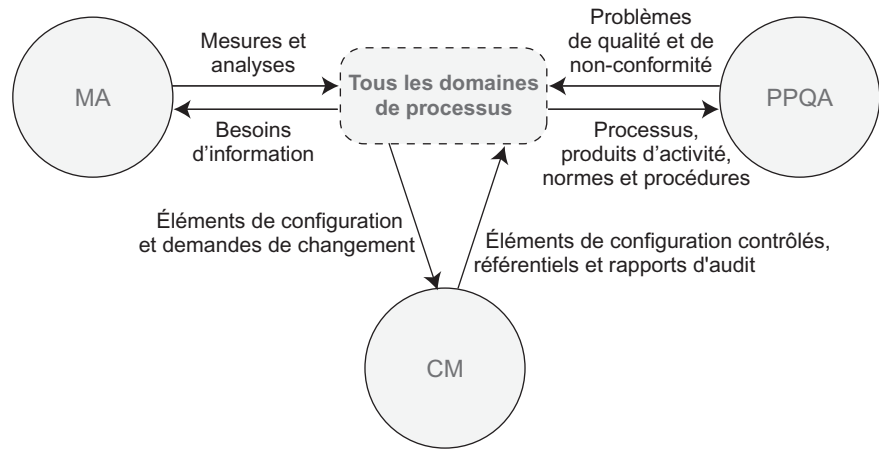 Mesures et
analyses
MA
Besoins
d’information
Tous les domaines
de processus
Problèmes
de qualité et de
non-conformité
PPQA
Processus,
produits d’activité,
normes et procédures
Éléments de configuration
et demandes de changement
Éléments de configuration contrôlés,
référentiels et rapports d'audit
CM